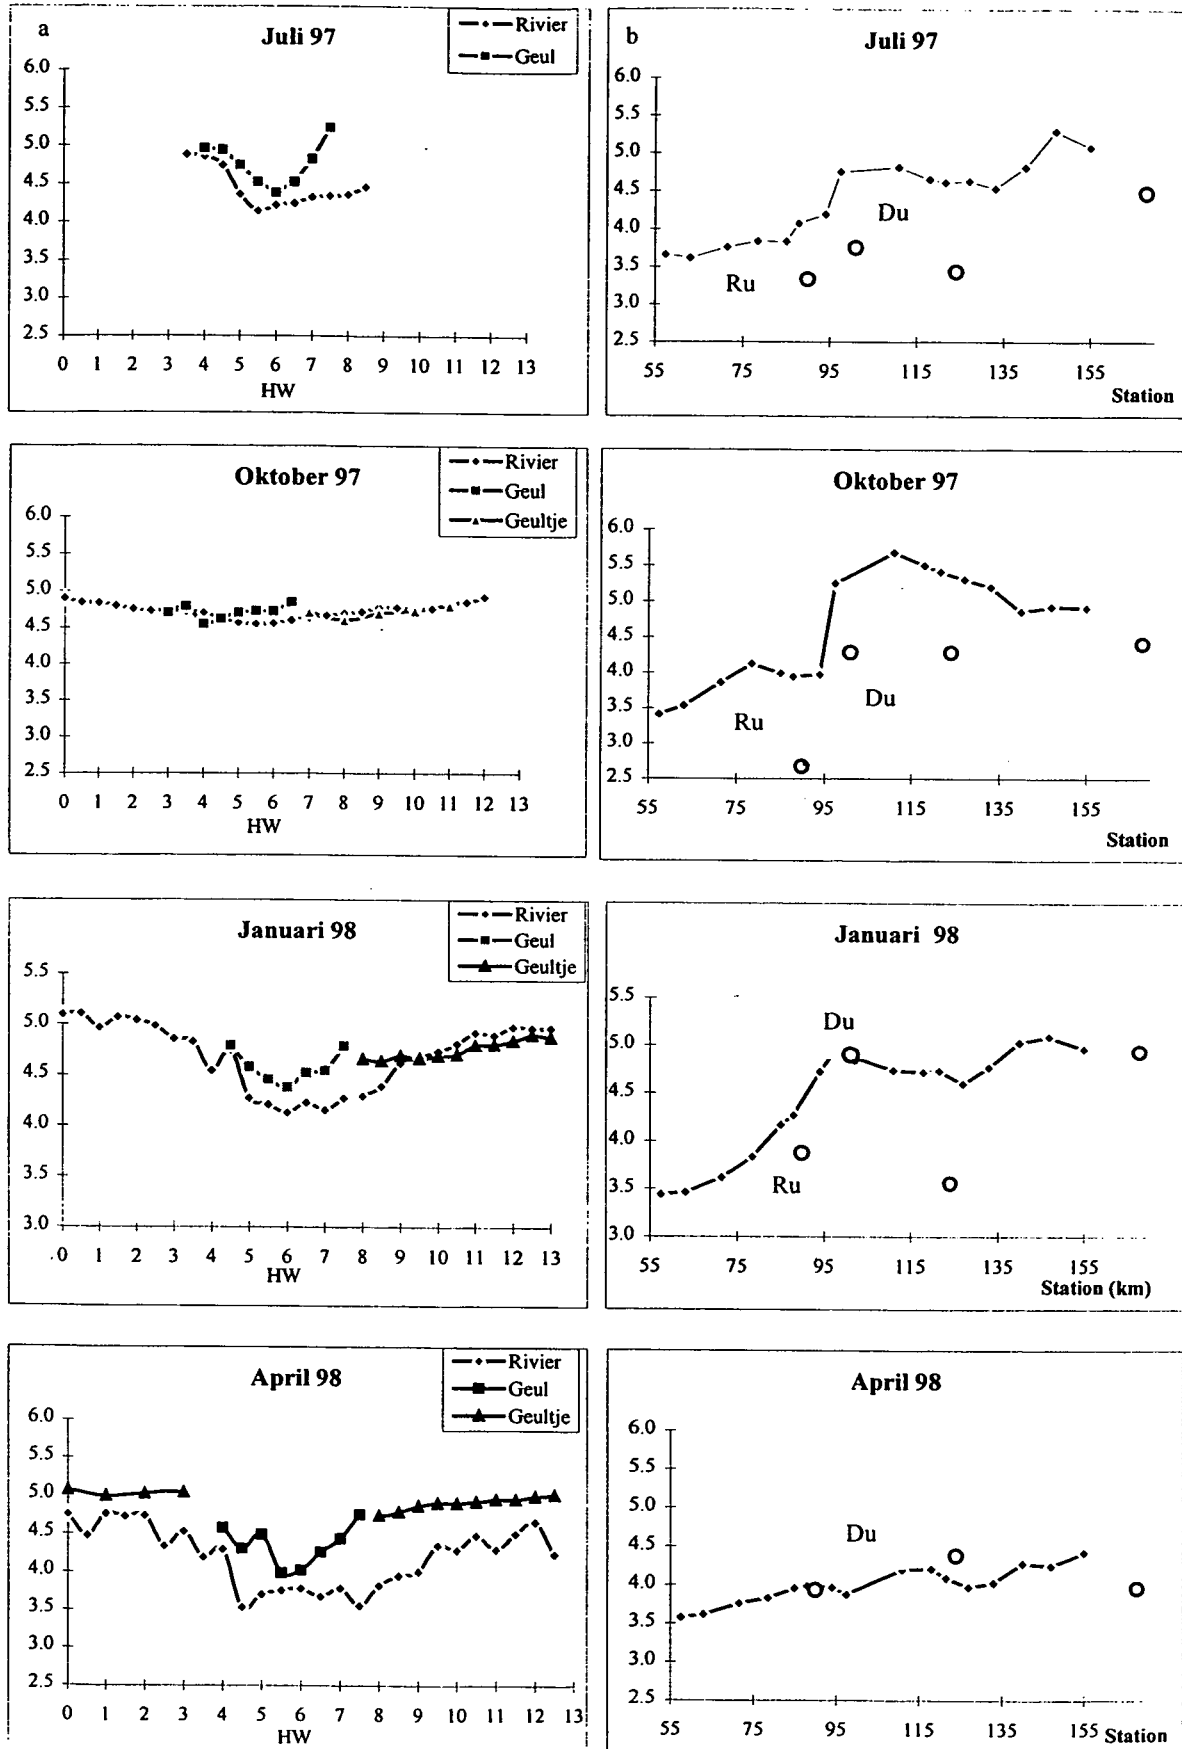 a
Juli 97
Rivier
Geul
6.0
5.5
5.0
4.5
4.0
3.5
3.0
2.5
0 1 2 3 4 5 6 7 8 9 10 11 12 13
HW
b
Juli 97
6.0
5.5
5.0
4.5
4.0
3.5
3.0
2.5
Du
Ru
55 75 95 115 135 155
Station
Oktober 97
Rivier
Geul
Geultje
6.0
5.5
5.0
4.5
4.0
3.5
3.0
2.5
0 1 2 3 4 5 6 7 8 9 10 11 12 13
HW
Oktober 97
6.0
5.5
5.0
4.5
4.0
3.5
3.0
2.5
Du
Ru
55 75 95 115 135 155
Station
Januari 98
Rivier
Geul
Geultje
5.5
5.0
4.5
4.0
3.5
3.0
0 1 2 3 4 5 6 7 8 9 10 11 12 13
HW
Januari 98
5.5
5.0
4.5
4.0
3.5
3.0
Du
Ru
55 75 95 115 135 155
Station (km)
April 98
Rivier
Geul
Geultje
6.0
5.5
5.0
4.5
4.0
3.5
3.0
2.5
0 1 2 3 4 5 6 7 8 9 10 11 12 13
HW
April 98
6.0
5.5
5.0
4.5
4.0
3.5
3.0
2.5
Du
55 75 95 115 135 155
Station